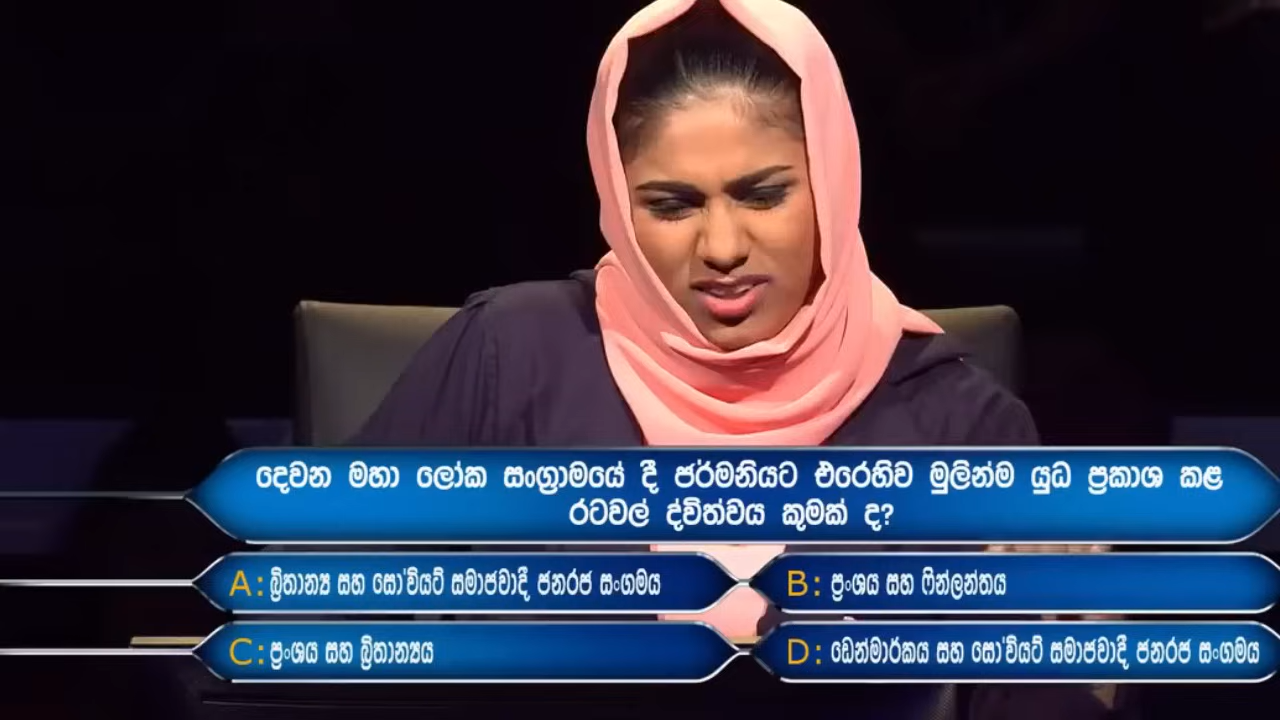 දෙවන මහා ලෝක සංග්‍රාමයේ දී ජර්මනියට එරෙහිව මුලින්ම යුධ ප්‍රකාශ කළ
රටවල් ද්විත්වය කුමක් ද?
A: බ්‍රිතාන්‍ය සහ සෝ'වියට් සමාජවාදී ජනරජ සංගමය
B: ප්‍රංශය සහ ෆින්ලන්තය
C: ප්‍රංශය සහ බ්‍රිතාන්‍යය
D: ඩෙන්මාර්කය සහ සෝ'වියට් සමාජවාදී ජනරජ සංගමය